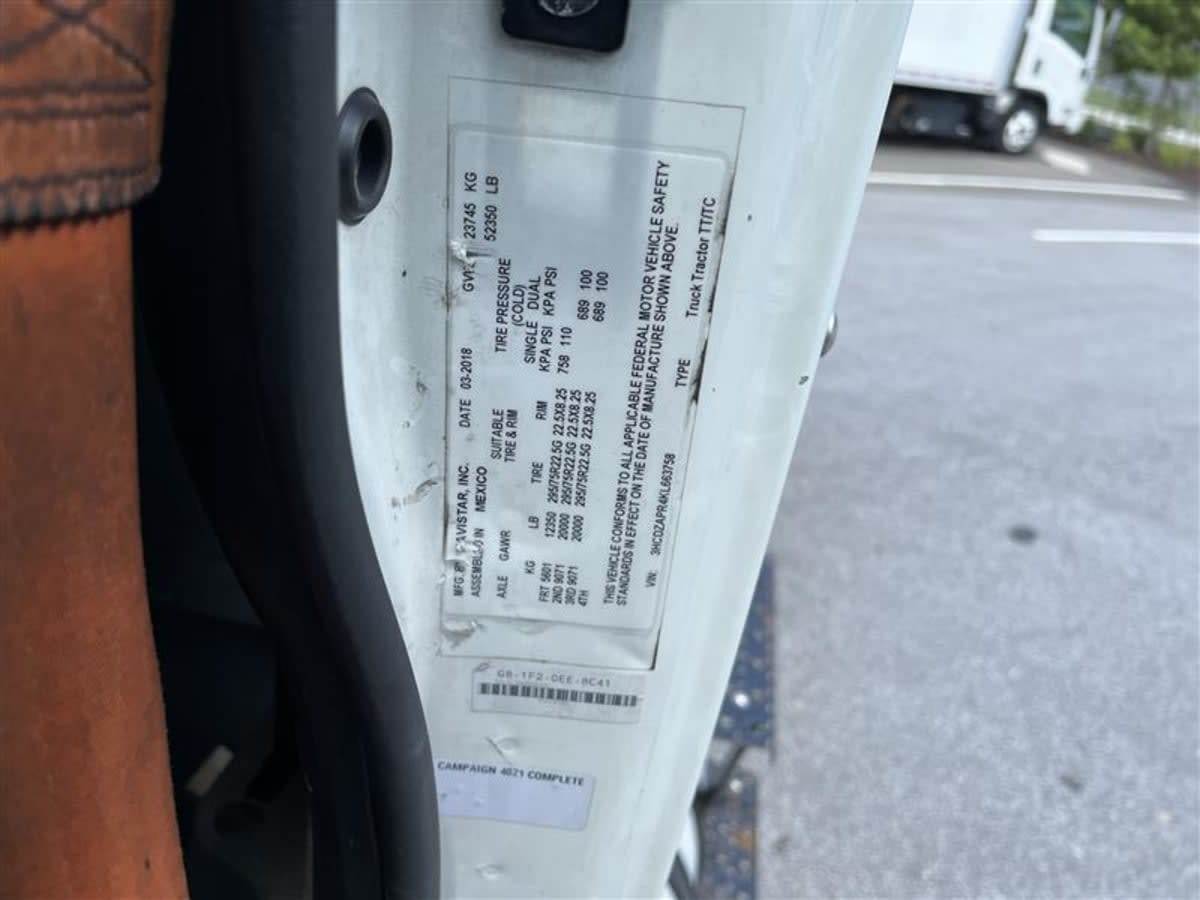 MFG. BY AVISTAR, INC. DATE 03-2018 23745 KG
ASSEMBLED IN MEXICO 52350 LB
SUITABLE TIRE PRESSURE
AXLE GAWR TIRE & RIM (COLD)
SINGLE DUAL
KG LB TIRE RIM KPA PSI KPA PSI
FRT 5601 12350 295/75R22.5G 22.5X8.25 758 110
2ND 9071 20000 295/75R22.5G 22.5X8.25 689 100
3RD 9071 20000 295/75R22.5G 22.5X8.25 689 100
4TH
THIS VEHICLE CONFORMS TO ALL APPLICABLE FEDERAL MOTOR VEHICLE SAFETY
STANDARDS IN EFFECT ON THE DATE OF MANUFACTURE SHOWN ABOVE.
VIN: 3HCDZAPR4KL663758 TYPE Truck Tractor TT/TC
G8-1F2-0EE-8C41
CAMPAIGN 4021 COMPLETE